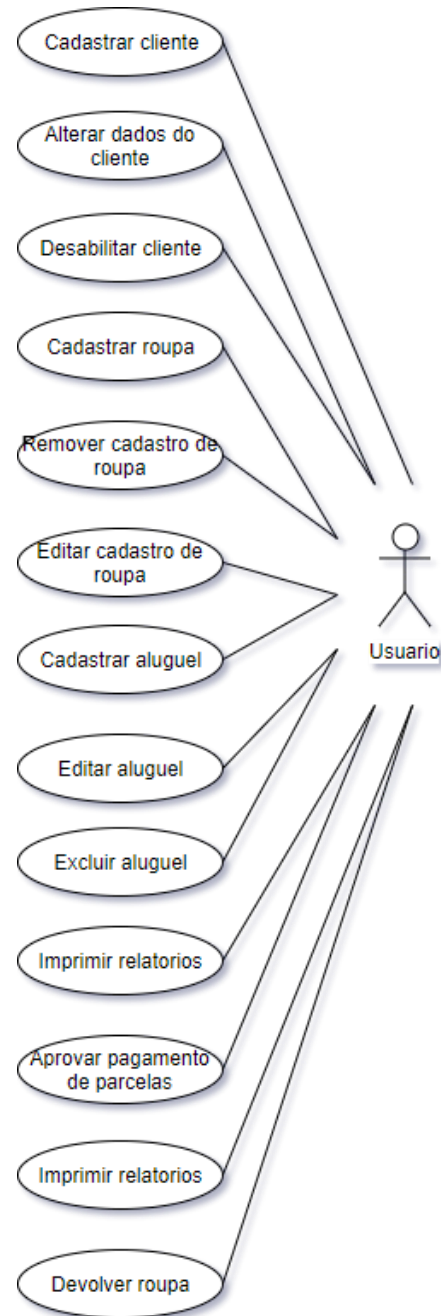 Cadastrar cliente
Alterar dados do
cliente
Desabilitar cliente
Cadastrar roupa
Remover cadastro de
roupa
Editar cadastro de
roupa
Usuario
Cadastrar aluguel
Editar aluguel
Excluir aluguel
Imprimir relatorios
Aprovar pagamento
de parcelas
Imprimir relatorios
Devolver roupa